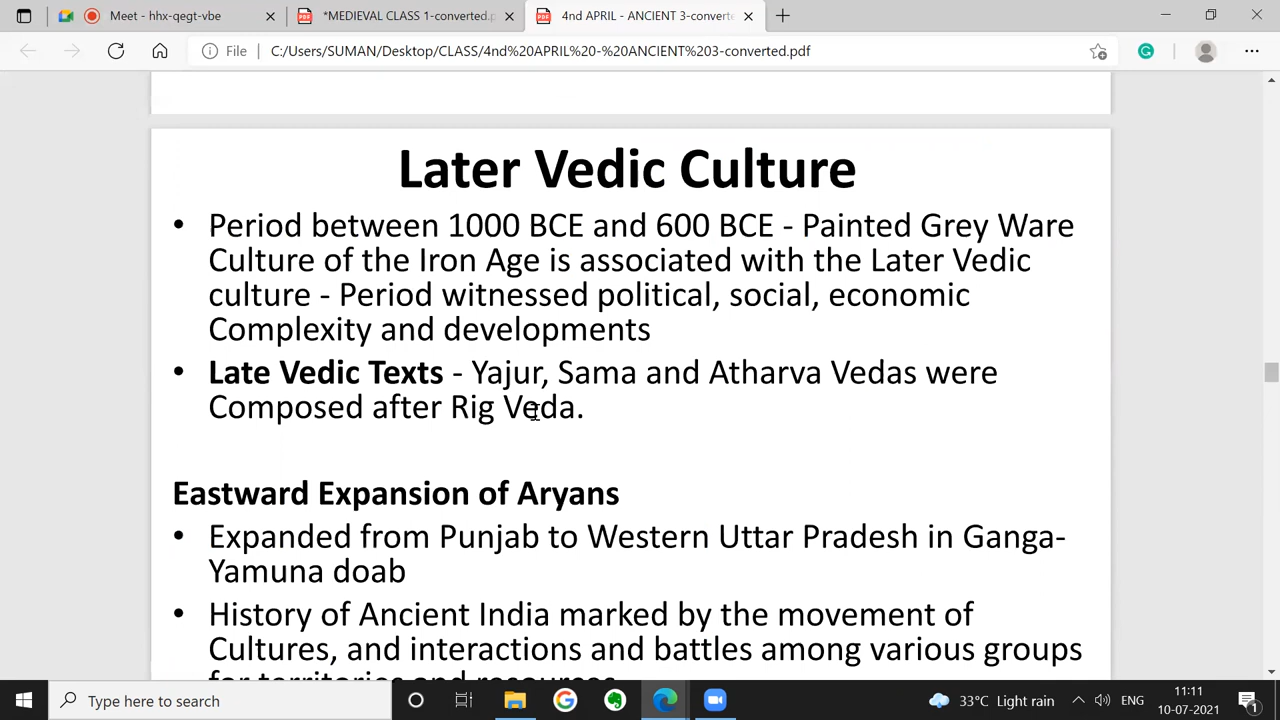 Meet - hhx-qegt-vbe
*MEDIEVAL CLASS 1-converted.p
4nd APRIL - ANCIENT 3-converte
File
C:/Users/SUMAN/Desktop/CLASS/4nd%20APRIL%20-%20ANCIENT%203-converted.pdf
Later Vedic Culture
• Period between 1000 BCE and 600 BCE - Painted Grey Ware
Culture of the Iron Age is associated with the Later Vedic
culture - Period witnessed political, social, economic
Complexity and developments
• Late Vedic Texts - Yajur, Sama and Atharva Vedas were
Composed after Rig Veda.
Eastward Expansion of Aryans
• Expanded from Punjab to Western Uttar Pradesh in Ganga-
Yamuna doab
• History of Ancient India marked by the movement of
Cultures, and interactions and battles among various groups
for territories and resources
Type here to search
33°C Light rain
ENG
11:11
10-07-2021
1